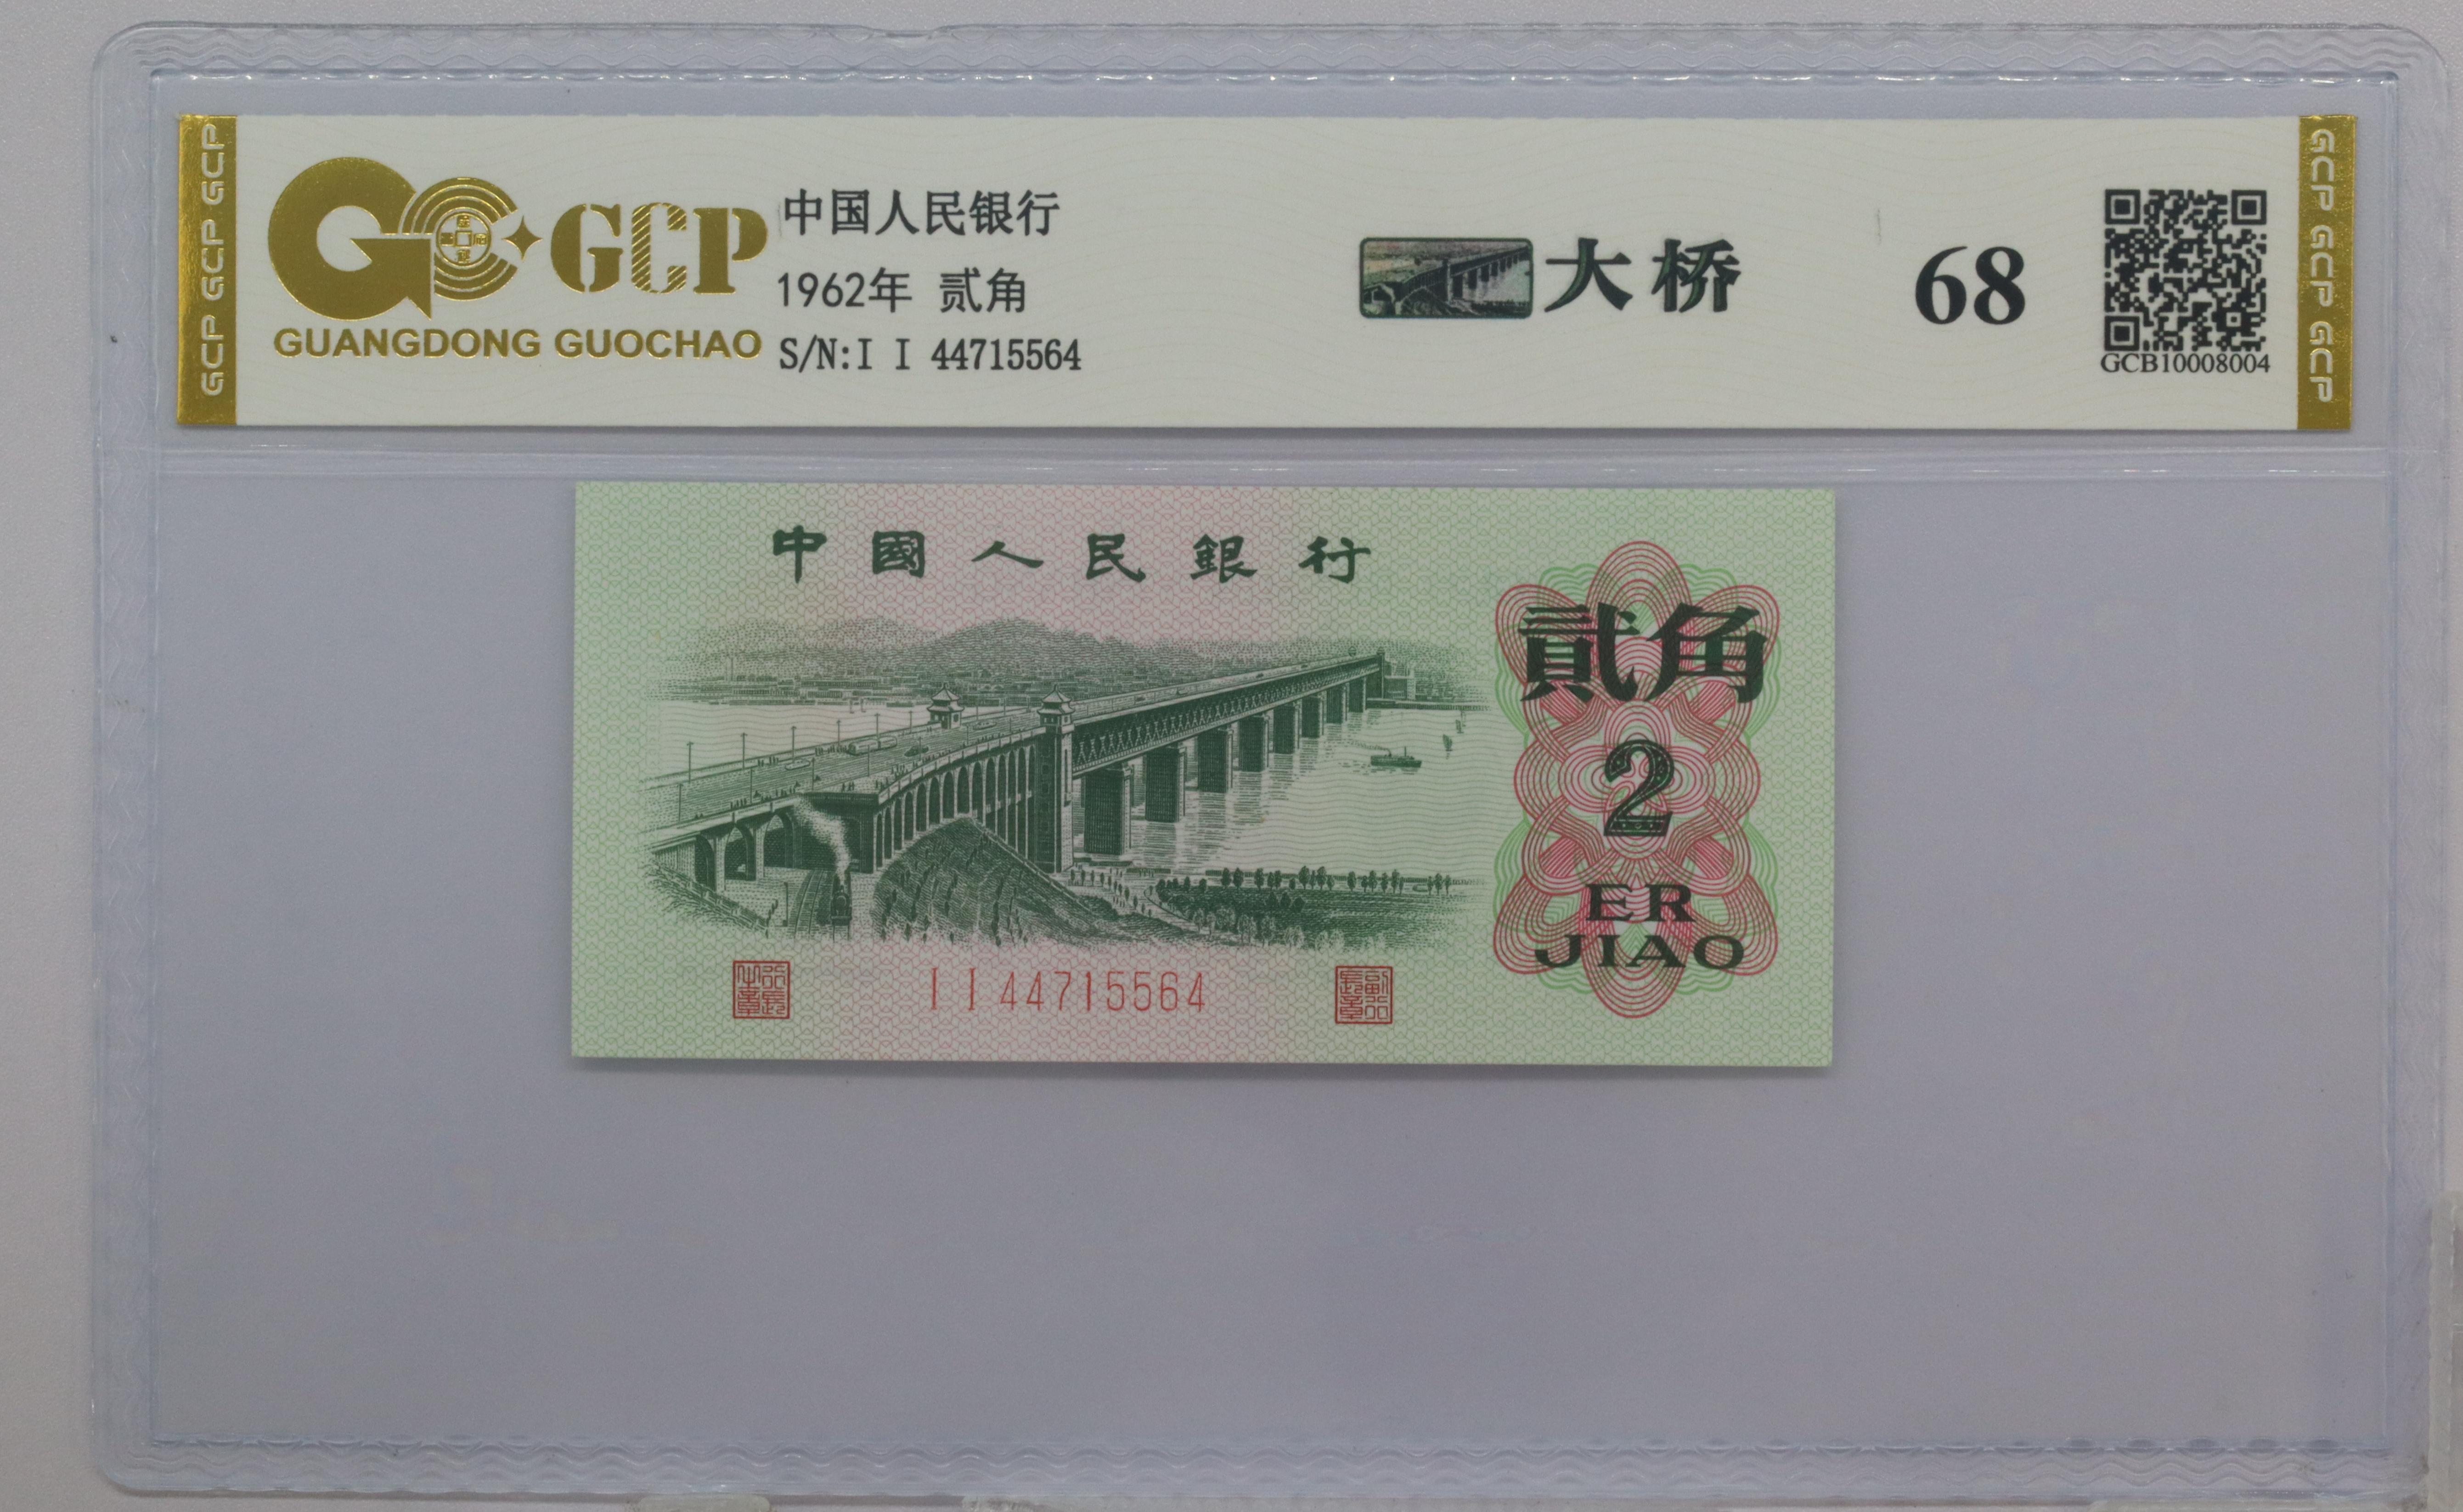 GCP GCP GCP
GCP
GUANGDONG GUOCHAO
中国人民银行
1962年 贰角
S/N:I I 44715564
大桥
68
GCB10008004
GCP GCP GCP
中國人民銀行
貳角
2
ER
JIAO
I I 44715564